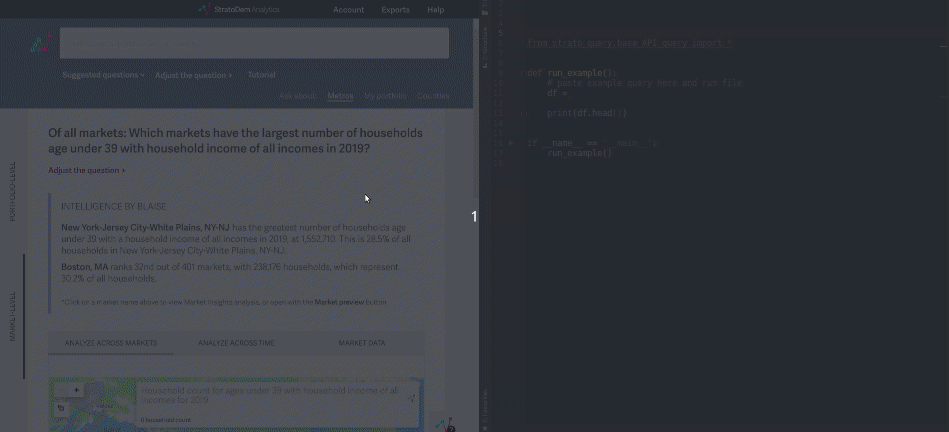 StratoDem Analytics
Account
Exports
Help
Suggested questions
Adjust the question
Tutorial
Ask about:
Metros
My portfolio
Counties
PORTFOLIO-LEVEL
MARKET-LEVEL
Of all markets: Which markets have the largest number of households
age under 39 with household income of all incomes in 2019?
Adjust the question
INTELLIGENCE BY BLAISE
New York-Jersey City-White Plains, NY-NJ has the greatest number of households
age under 39 with a household income of all incomes in 2019, at 1,552,710. This is 28.5% of all
households in New York-Jersey City-White Plains, NY-NJ.
Boston, MA ranks 32nd out of 401 markets, with 238,176 households, which represent
30.2% of all households.
*Click on a market name above to view Market Insights analysis, or open with the Market preview button
ANALYZE ACROSS MARKETS
ANALYZE ACROSS TIME
MARKET DATA
+
Household count for ages under 39 with household income of all
incomes for 2019
0 household count
1
from strato_query.base_API_query import *
def run_example():
# paste example query here and run file
df =
print(df.head())
if __name__ == '__main__':
run_example()